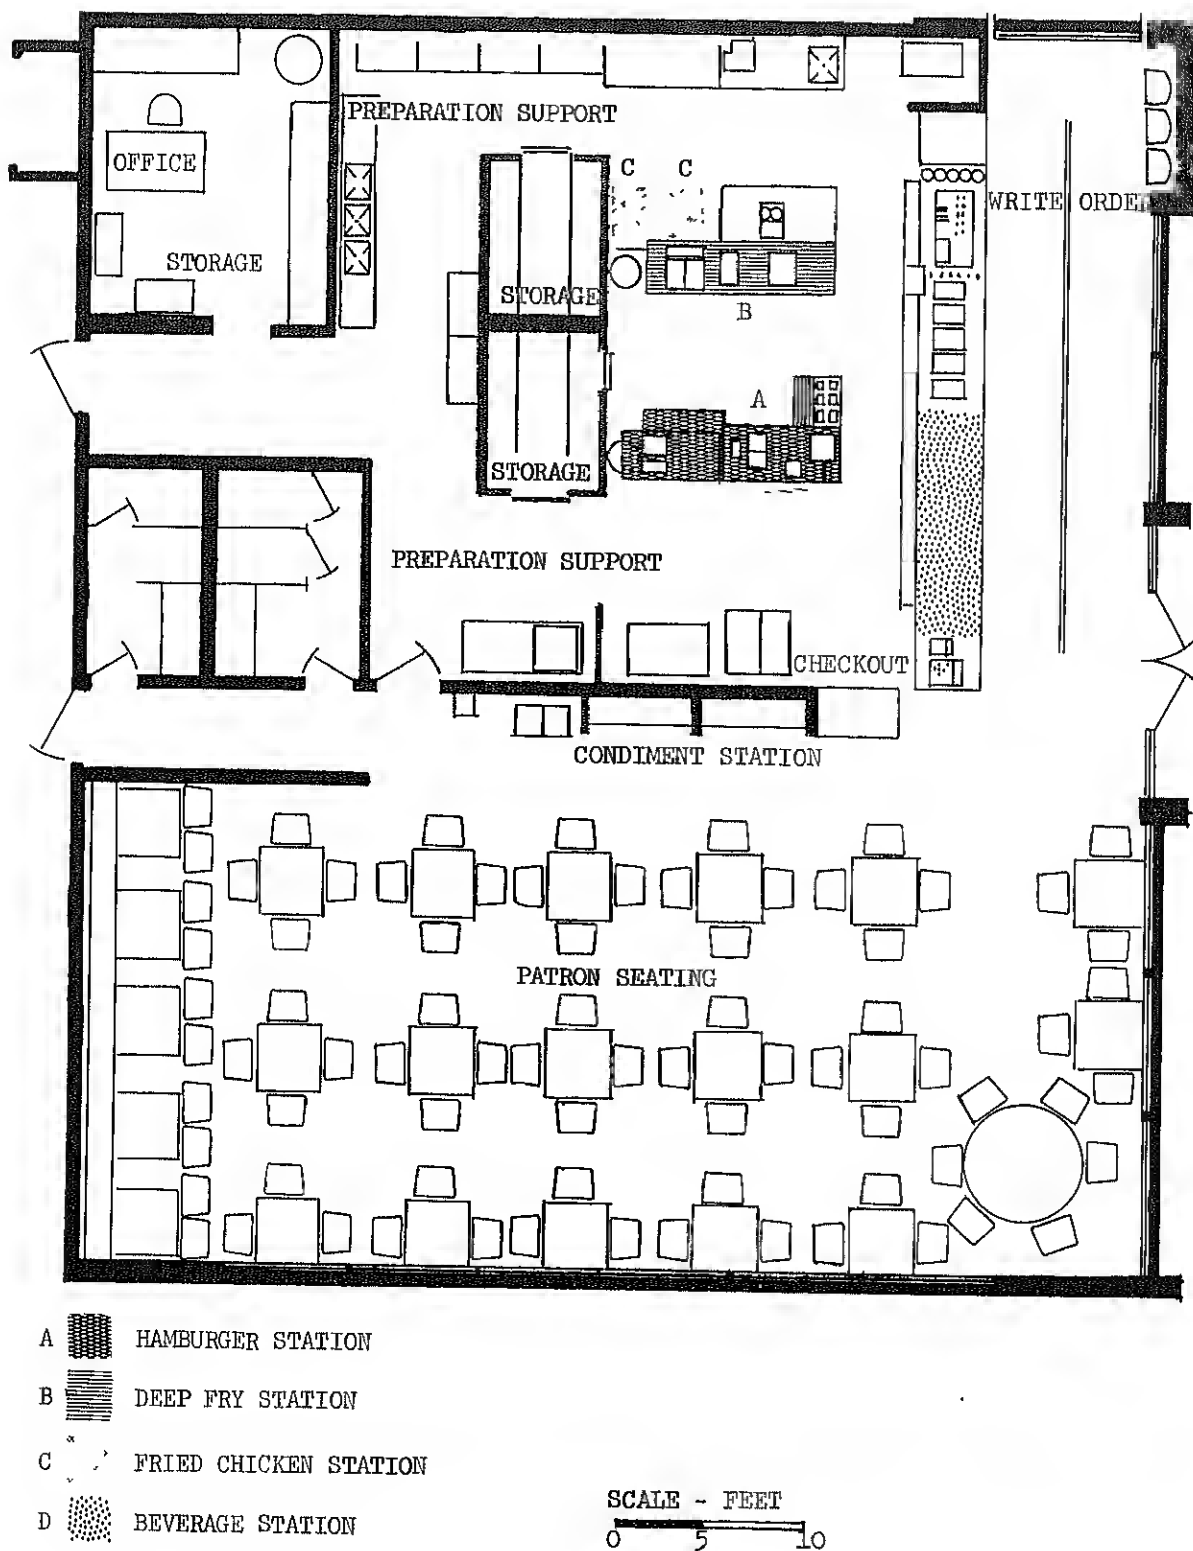 PREPARATION SUPPORT
OFFICE
C C
WRITE ORDER
STORAGE
STORAGE
B
A
STORAGE
PREPARATION SUPPORT
CHECKOUT
CONDIMENT STATION
PATRON SEATING
A HAMBURGER STATION
B DEEP FRY STATION
C FRIED CHICKEN STATION
D BEVERAGE STATION
SCALE - FEET
0 5 10